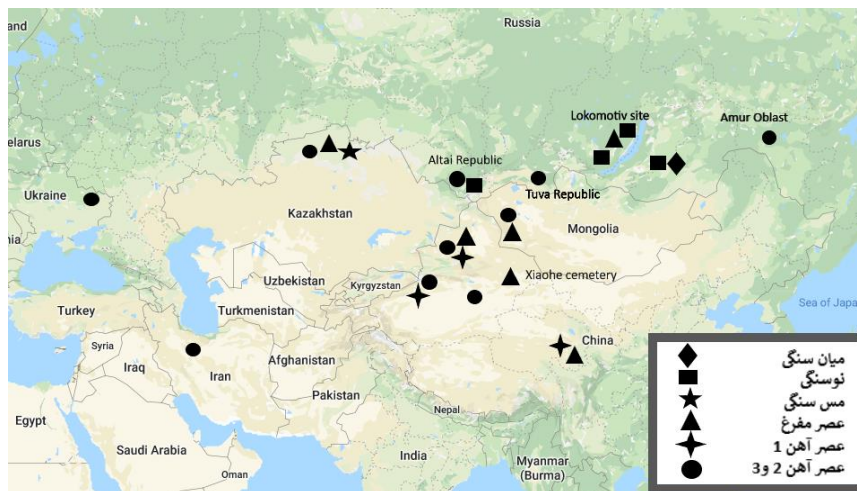 land
Russia
Lokomotiv site
Amur Oblast
Belarus
Altai Republic
Ukraine
Tuva Republic
Kazakhstan
Mongolia
Xiaohe cemetery
Uzbekistan
Kyrgyzstan
Turkmenistan
Turkey
Sea of Japa
Syria
China
Afghanistan
Iraq
Iran
Pakistan
Nepal
Egypt
Saudi Arabia
Oman
India
Myanmar
(Burma)
میان سنگی
نوسنگی
مس سنگی
عصر مفرغ
عصر آهن 1
عصر آهن 2 و3